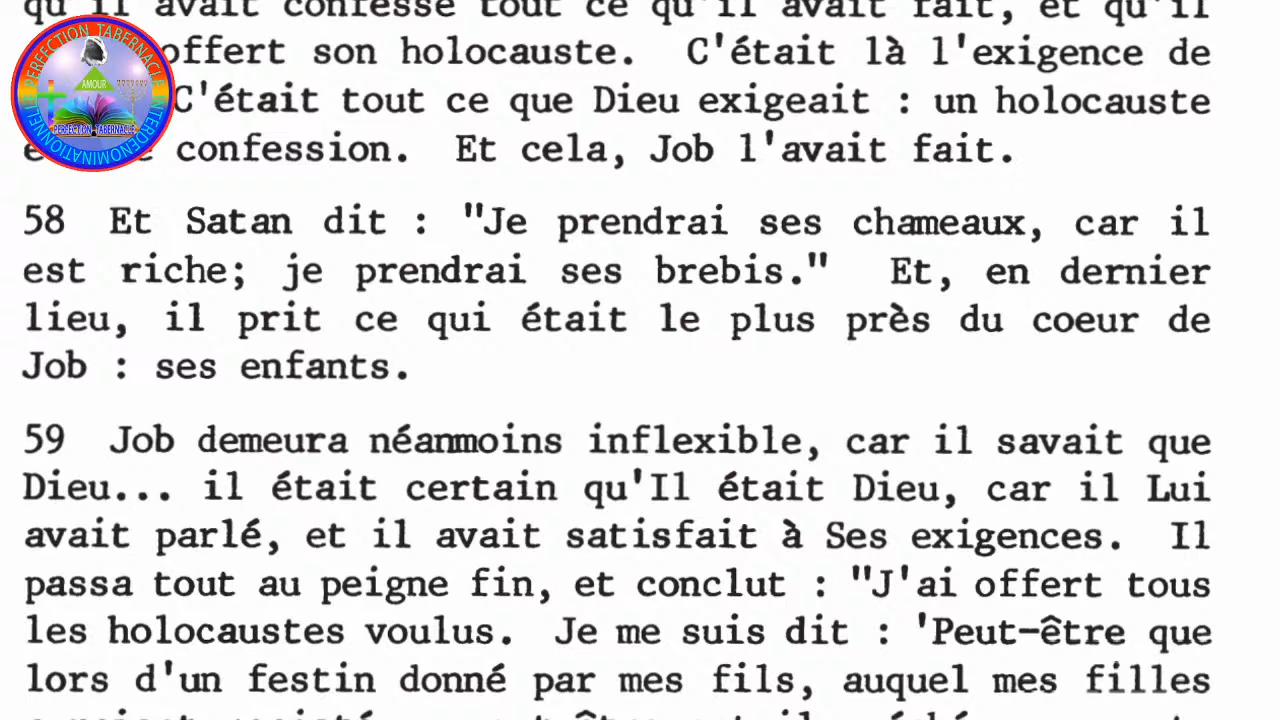 qu'il avait confessé tout ce qu'il avait fait, et qu'il
offert son holocauste. C'était là l'exigence de
C'était tout ce que Dieu exigeait : un holocauste
confession. Et cela, Job l'avait fait.
58 Et Satan dit : "Je prendrai ses chameaux, car il
est riche; je prendrai ses brebis." Et, en dernier
lieu, il prit ce qui était le plus près du coeur de
Job : ses enfants.
59 Job demeura néanmoins inflexible, car il savait que
Dieu... il était certain qu'Il était Dieu, car il Lui
avait parlé, et il avait satisfait à Ses exigences. Il
passa tout au peigne fin, et conclut : "J'ai offert tous
les holocaustes voulus. Je me suis dit : 'Peut-être que
lors d'un festin donné par mes fils, auquel mes filles
PERFECTION TABERNACLE INTERDENOMINATIONELLE
AMOUR
PERFECTION TABERNACLE